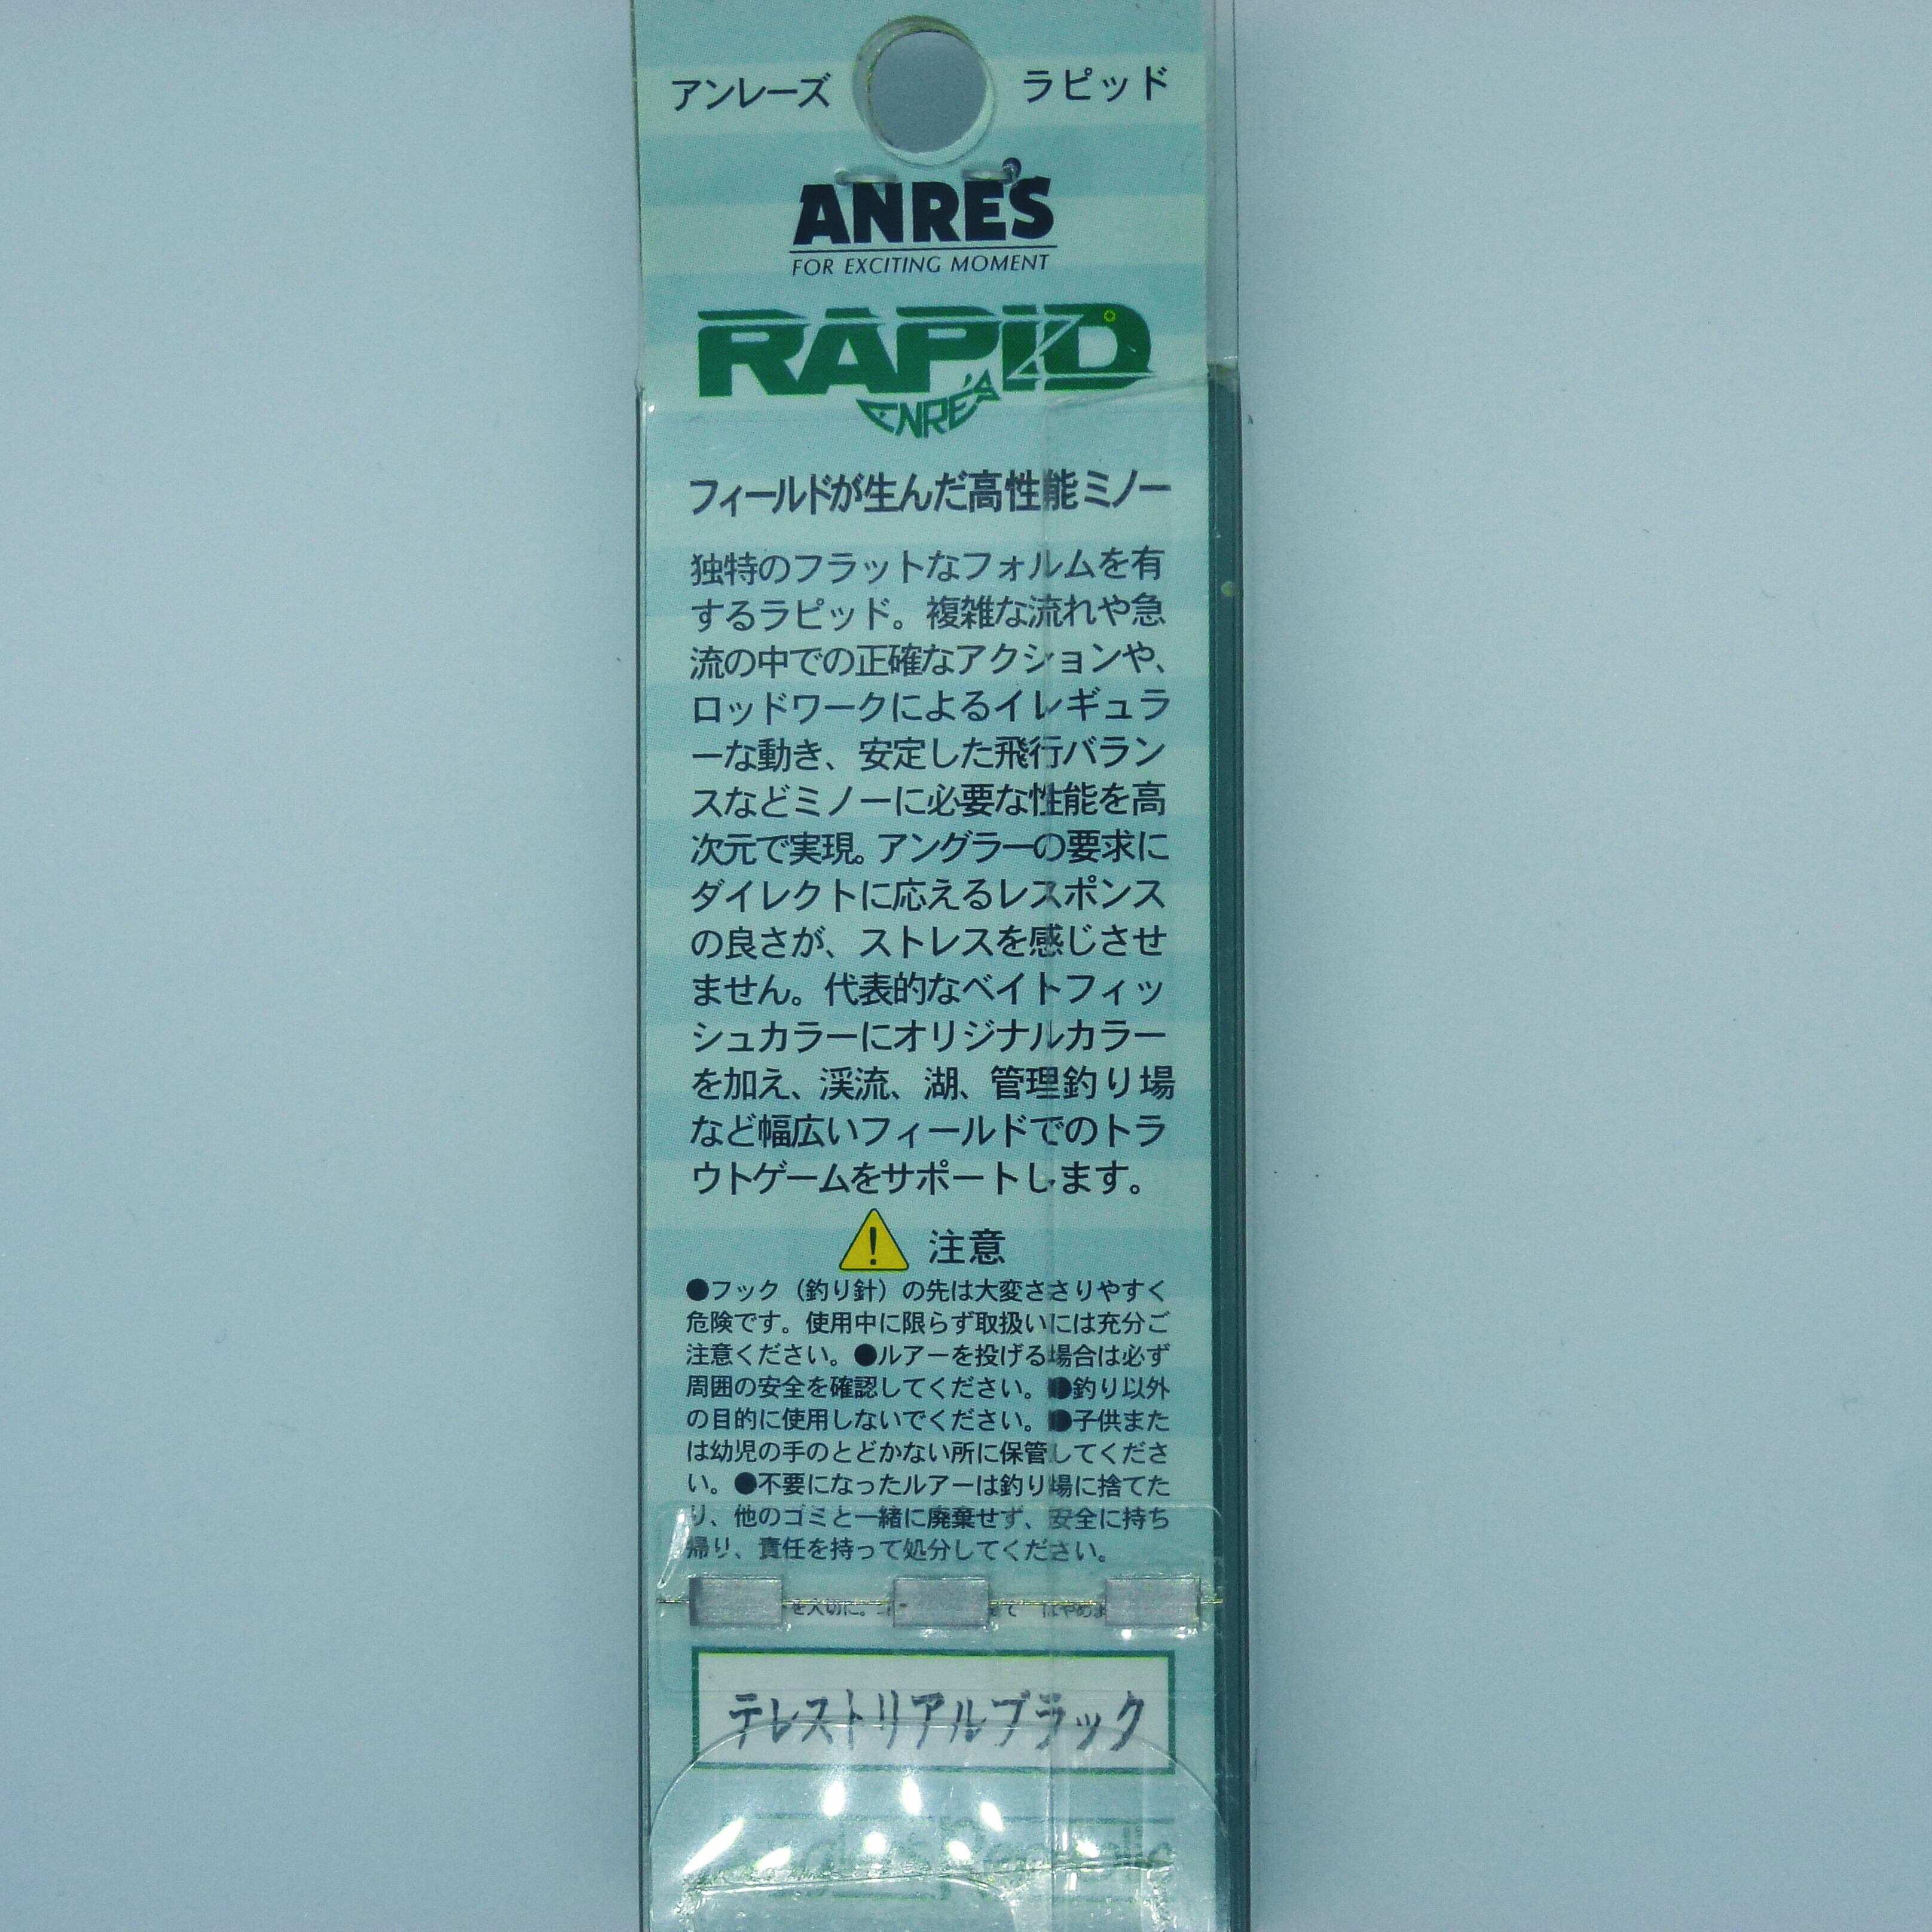 アンレーズ ラピッド
ANRE'S
FOR EXCITING MOMENT
RAPID
ANRE'S
フィールドが生んだ高性能ミノー
独特のフラットなフォルムを有
するラピッド。複雑な流れや急
流の中での正確なアクションや、
ロッドワークによるイレギュラ
ーな動き、安定した飛行バラン
スなどミノーに必要な性能を高
次元で実現。アングラーの要求に
ダイレクトに応えるレスポンス
の良さが、ストレスを感じさせ
ません。代表的なベイトフィッ
シュカラーにオリジナルカラー
を加え、渓流、湖、管理釣り場
など幅広いフィールドでのトラ
ウトゲームをサポートします。
注意
●フック（釣り針）の先は大変ささりやすく
危険です。使用中に限らず取扱いには充分ご
注意ください。●ルアーを投げる場合は必ず
周囲の安全を確認してください。●釣り以外
の目的に使用しないでください。●子供また
は幼児の手のとどかない所に保管してくださ
い。●不要になったルアーは釣り場に捨てた
り、他のゴミと一緒に廃棄せず、安全に持ち
帰り、責任を持って処分してください。
を大切に。
テレストリアルブラック